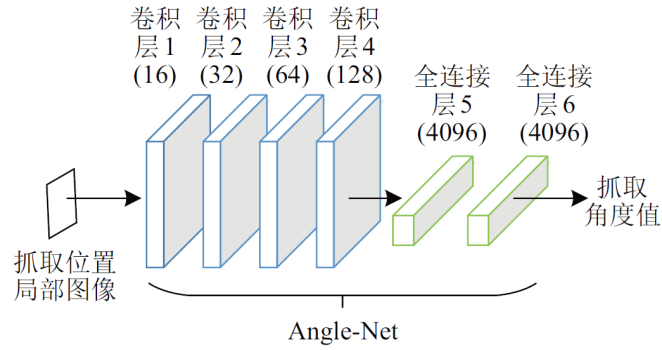 卷积
层1
(16)
卷积
层2
(32)
卷积
层3
(64)
卷积
层4
(128)
全连接
层5
(4096)
全连接
层6
(4096)
抓取位置
局部图像
抓取
角度值
Angle-Net